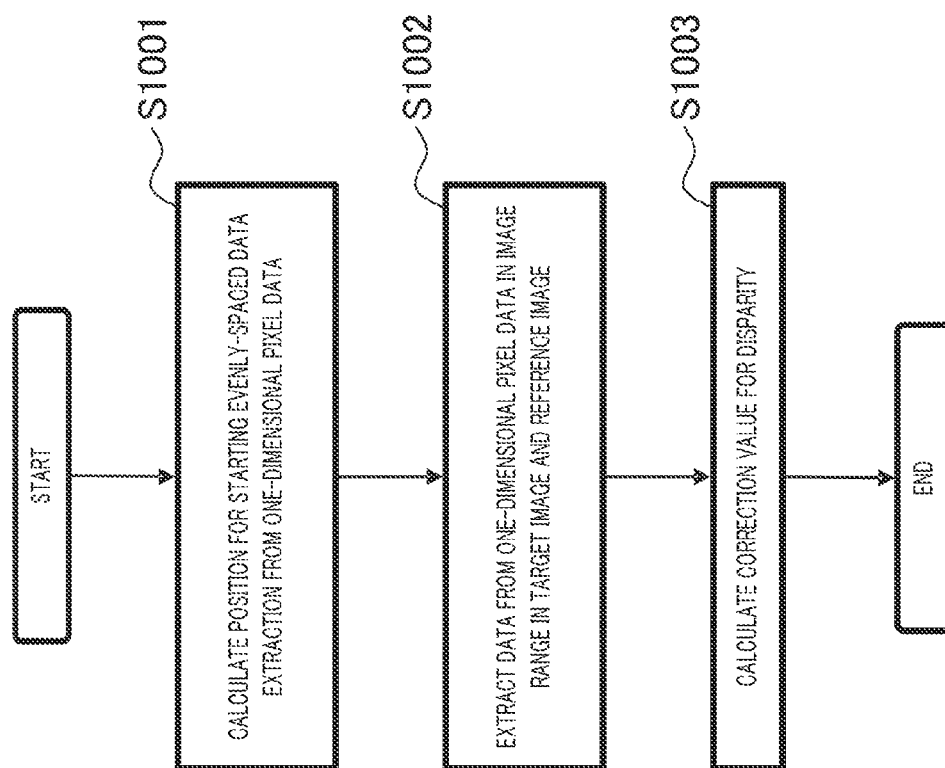 START
S1001
CALCULATE POSITION FOR STARTING EVENLY-SPACED DATA
EXTRACTION FROM ONE-DIMENSIONAL PIXEL DATA
S1002
EXTRACT DATA FROM ONE-DIMENSIONAL PIXEL DATA IN IMAGE
RANGE IN TARGET IMAGE AND REFERENCE IMAGE
S1003
CALCULATE CORRECTION VALUE FOR DISPARITY
END